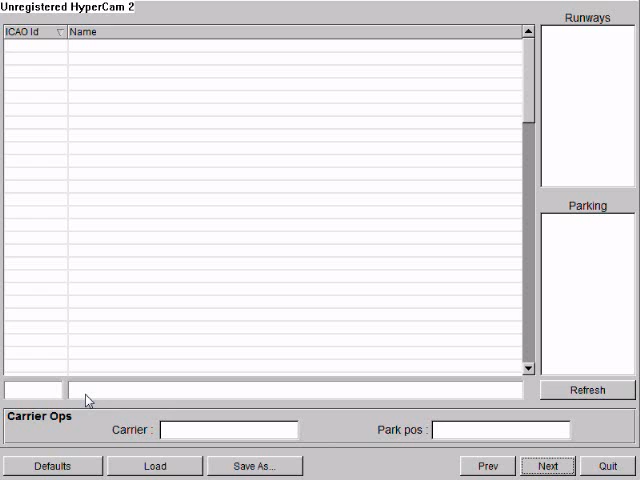 Unregistered HyperCam 2
Runways
ICAO Id Name
Parking
Refresh
Carrier Ops
Carrier : Park pos :
Defaults Load Save As... Prev Next Quit